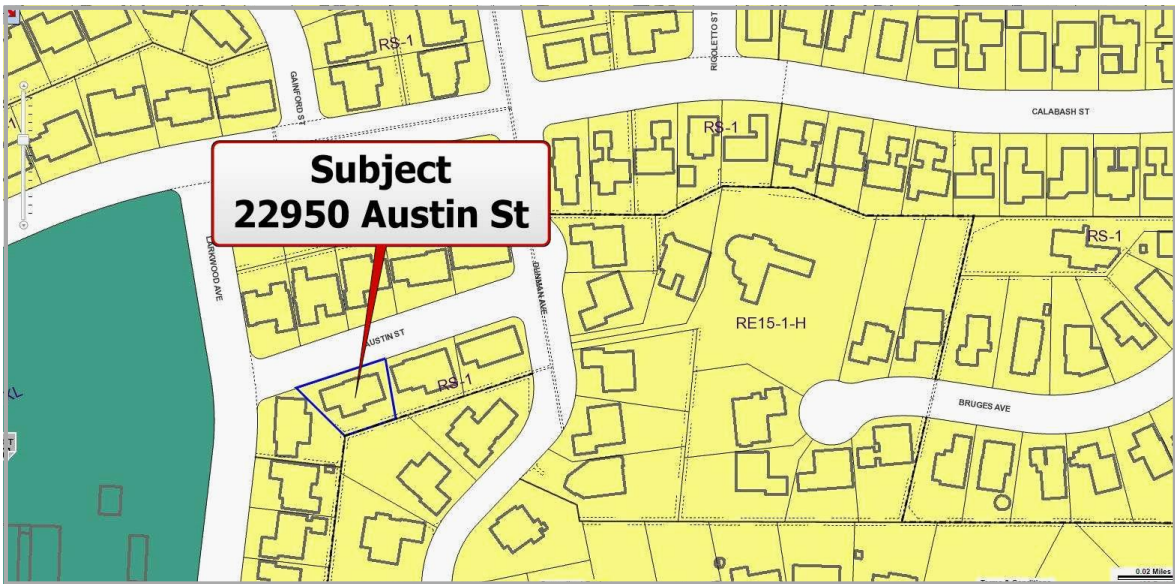 RS-1
GAINFORD ST
RIGOLETTO ST
CALABASH ST
RS-1
Subject
22950 Austin St
LARKWOOD AVE
DUNMAN AVE
RS-1
AUSTIN ST
RE15-1-H
RS-1
BRUGES AVE
0.02 Miles